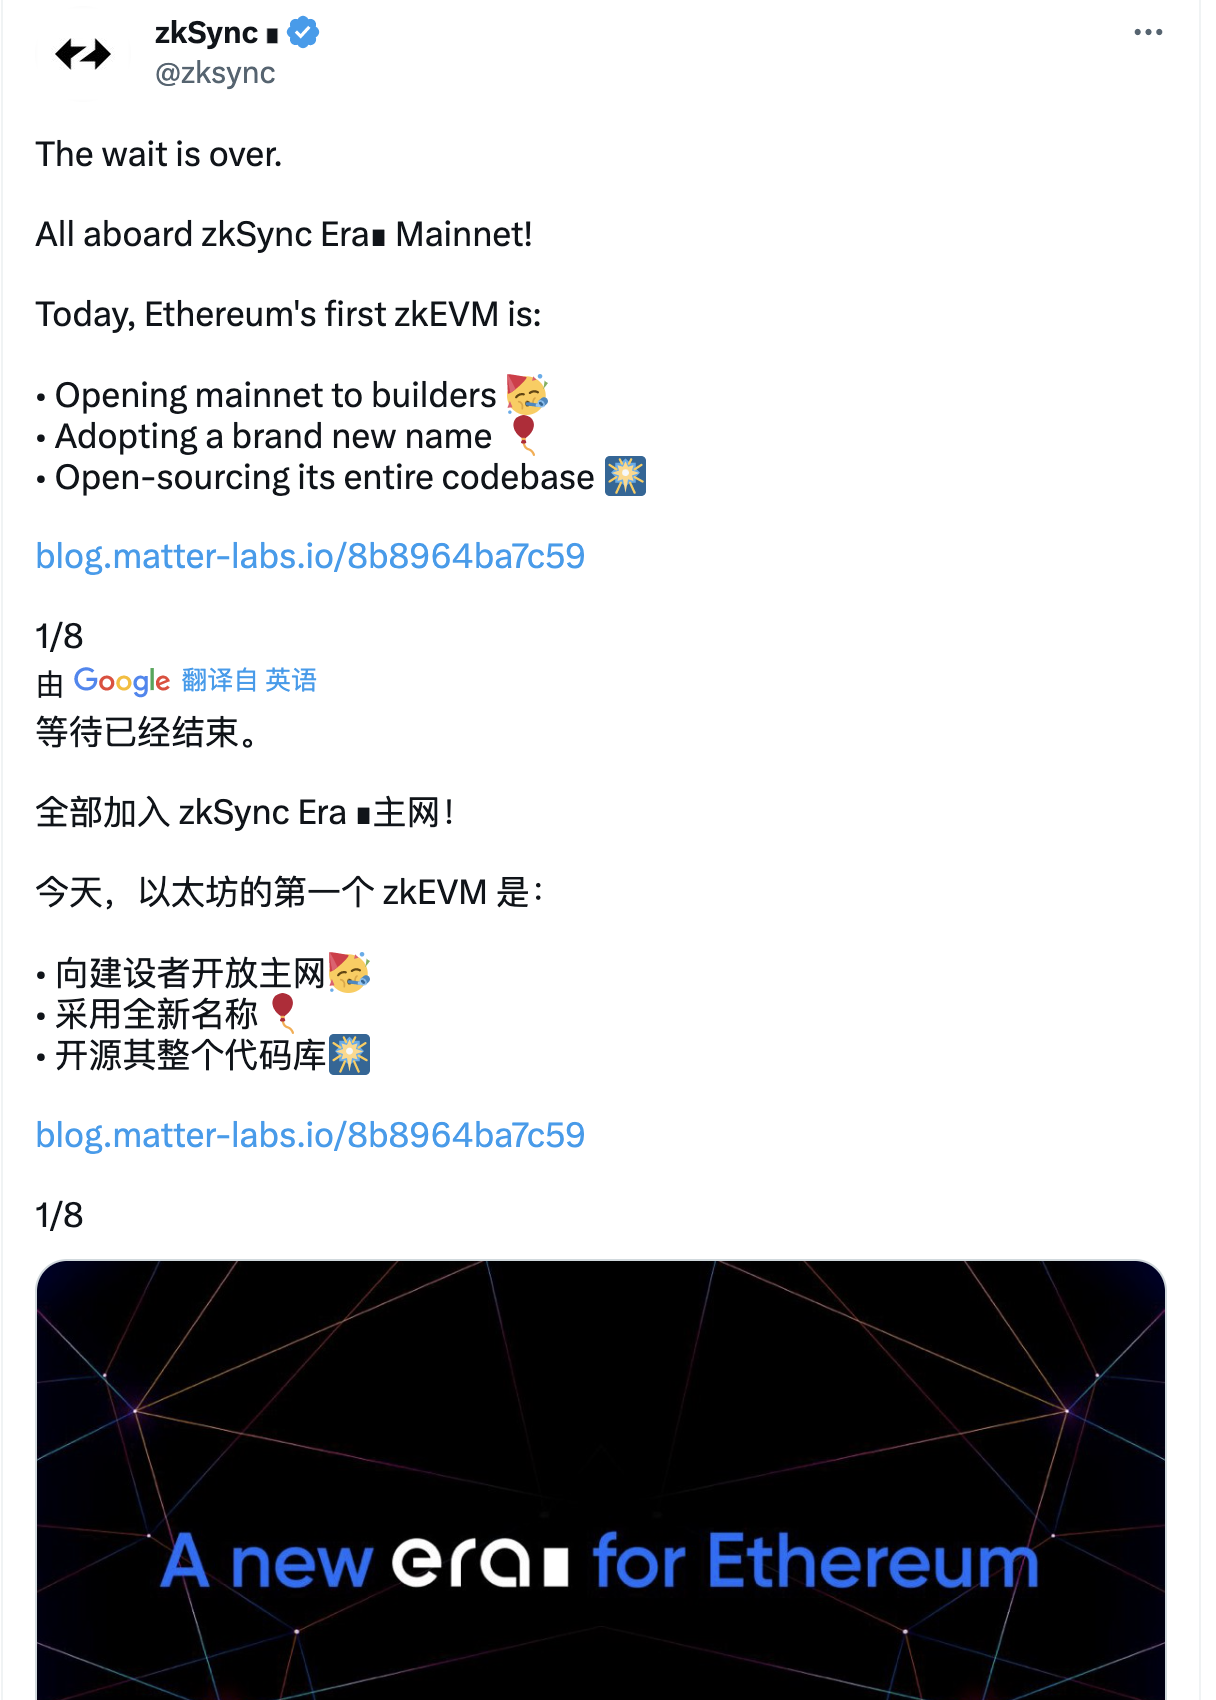 zkSync ∎
@zksync
The wait is over.
All aboard zkSync Era∎ Mainnet!
Today, Ethereum's first zkEVM is:
• Opening mainnet to builders 🥳
• Adopting a brand new name 🎈
• Open-sourcing its entire codebase 🎇
blog.matter-labs.io/8b8964ba7c59
1/8
由 Google 翻译自 英语
等待已经结束。
全部加入 zkSync Era ∎主网！
今天，以太坊的第一个 zkEVM 是：
• 向建设者开放主网🥳
• 采用全新名称 🎈
• 开源其整个代码库🎇
blog.matter-labs.io/8b8964ba7c59
1/8
A new era∎ for Ethereum